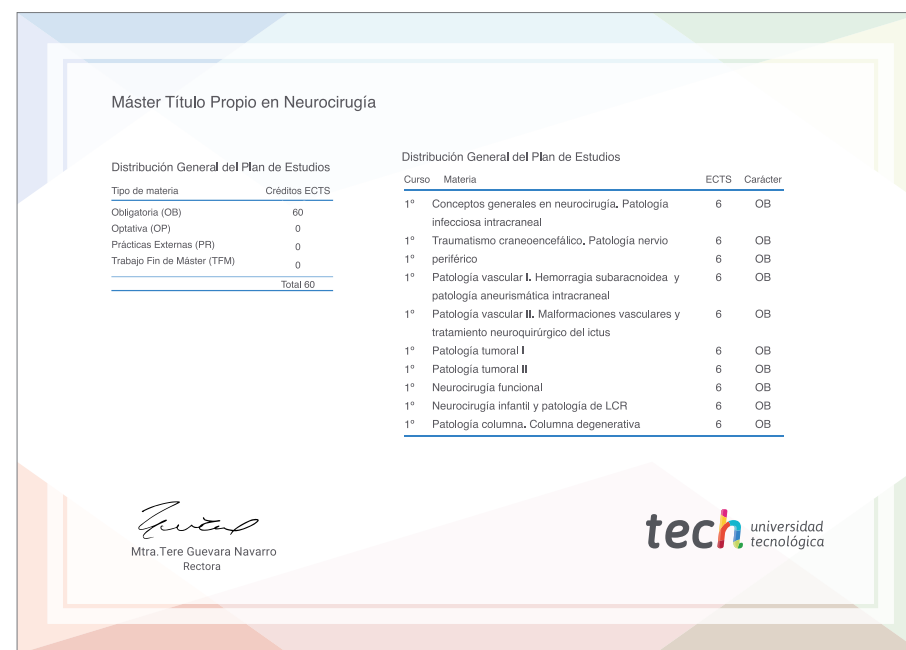 Máster Título Propio en Neurocirugía
Distribución General del Plan de Estudios
Tipo de materia Créditos ECTS
Obligatoria (OB) 60
Optativa (OP) 0
Prácticas Externas (PR) 0
Trabajo Fin de Máster (TFM) 0
Total 60
Distribución General del Plan de Estudios
Curso Materia ECTS Carácter
1º Conceptos generales en neurocirugía. Patología 6 OB
infecciosa intracraneal
1º Traumatismo craneoencefálico. Patología nervio 6 OB
1º periférico 6 OB
1º Patología vascular I. Hemorragia subaracnoidea y 6 OB
patología aneurismática intracraneal
1º Patología vascular II. Malformaciones vasculares y 6 OB
tratamiento neuroquirúrgico del ictus
1º Patología tumoral I 6 OB
1º Patología tumoral II 6 OB
1º Neurocirugía funcional 6 OB
1º Neurocirugía infantil y patología de LCR 6 OB
1º Patología columna. Columna degenerativa 6 OB
Mtra.Tere Guevara Navarro
Rectora
tech universidad
tecnológica